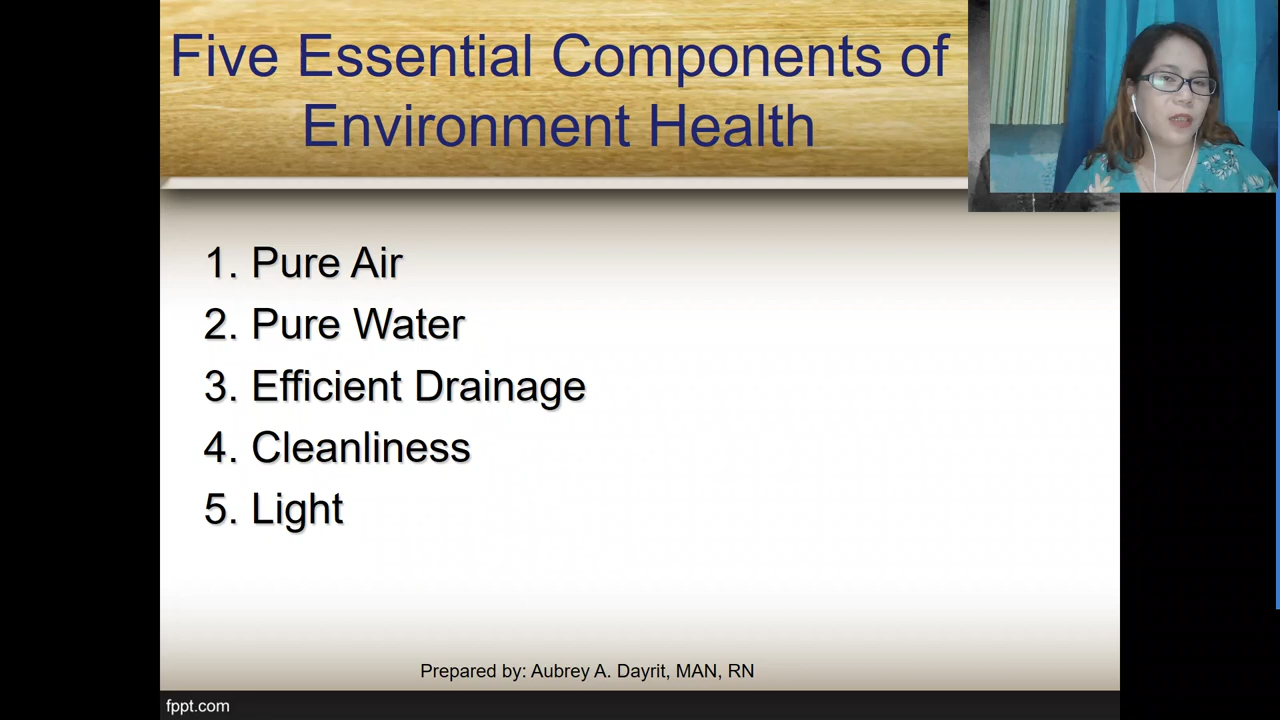 Five Essential Components of
Environment Health
1. Pure Air
2. Pure Water
3. Efficient Drainage
4. Cleanliness
5. Light
Prepared by: Aubrey A. Dayrit, MAN, RN
fppt.com